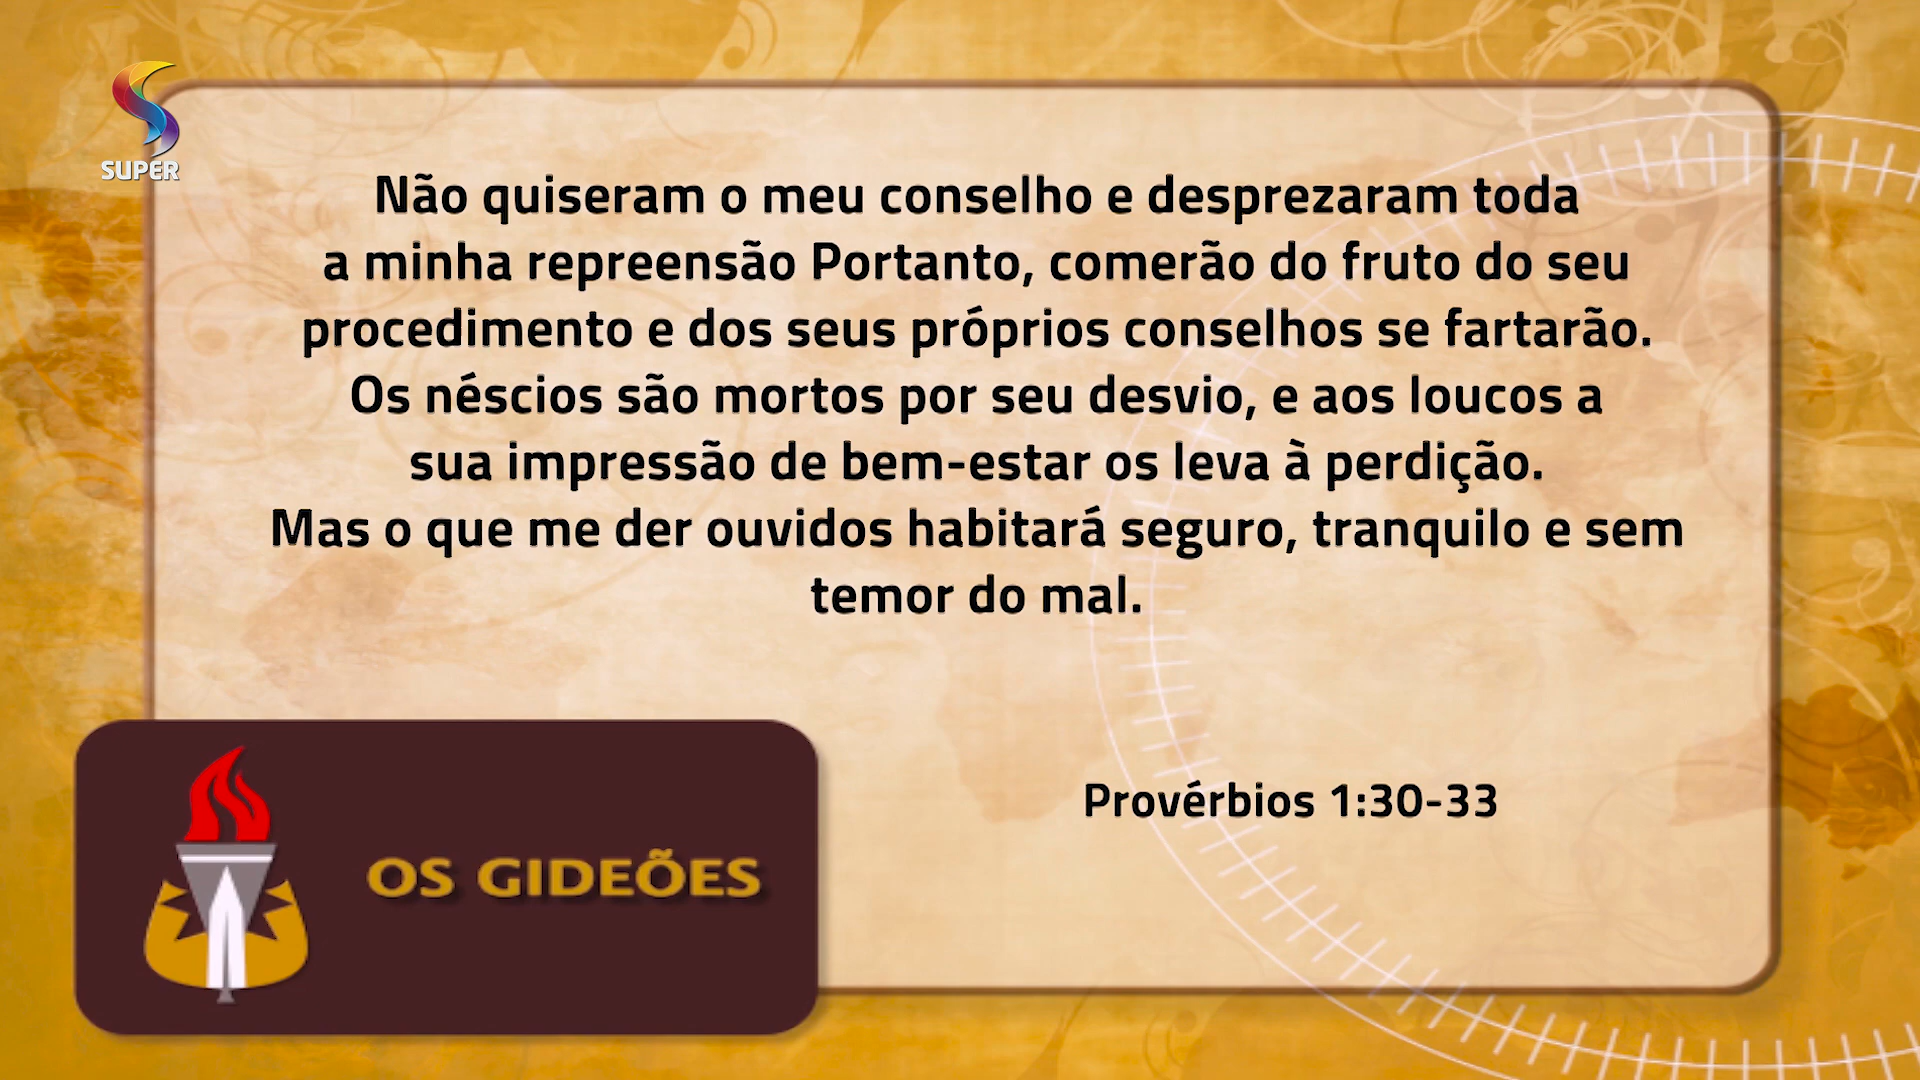 SUPER
Não quiseram o meu conselho e desprezaram toda
a minha repreensão Portanto, comerão do fruto do seu
procedimento e dos seus próprios conselhos se fartarão.
Os néscios são mortos por seu desvio, e aos loucos a
sua impressão de bem-estar os leva à perdição.
Mas o que me der ouvidos habitará seguro, tranquilo e sem
temor do mal.
Provérbios 1:30-33
OS GIDEÕES